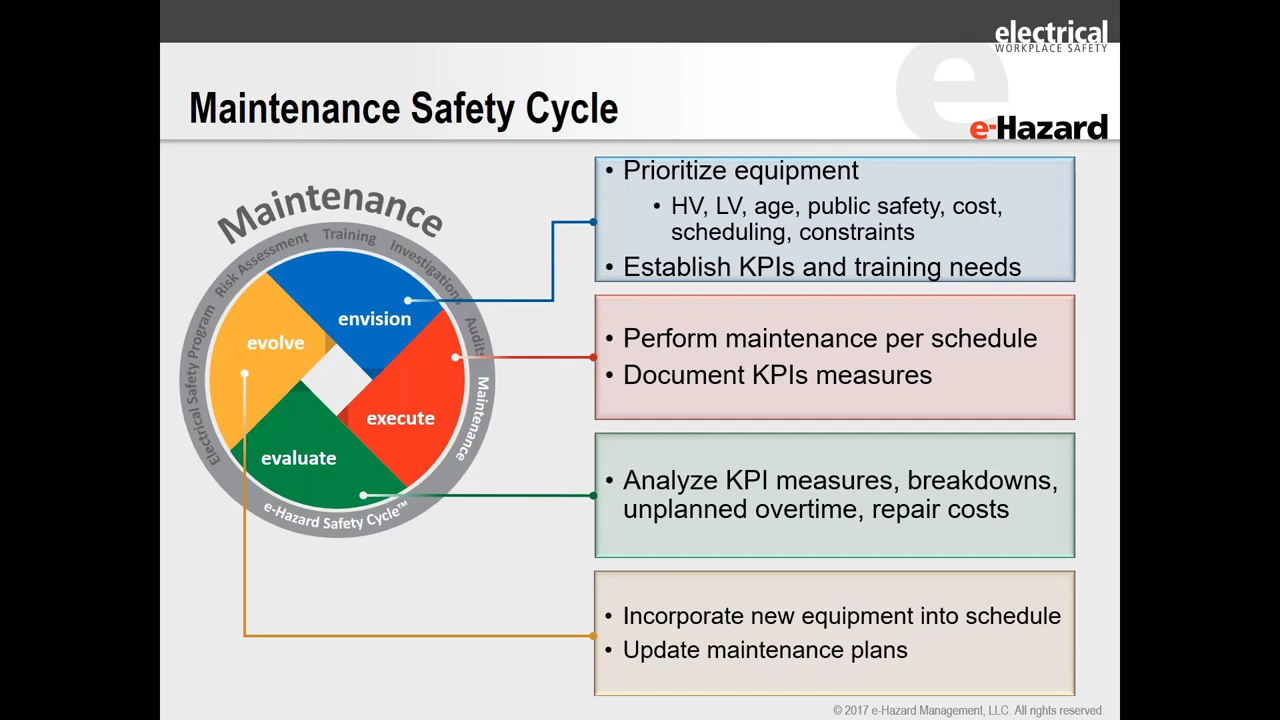 electrical
WORKPLACE SAFETY
Maintenance Safety Cycle
e-Hazard
Maintenance
Electrical Safety Program
Risk Assessment
Training
Investigations
Audits
Maintenance
e-Hazard Safety Cycle™
envision
execute
evaluate
evolve
• Prioritize equipment
• HV, LV, age, public safety, cost,
scheduling, constraints
• Establish KPIs and training needs
• Perform maintenance per schedule
• Document KPIs measures
• Analyze KPI measures, breakdowns,
unplanned overtime, repair costs
• Incorporate new equipment into schedule
• Update maintenance plans
© 2017 e-Hazard Management, LLC. All rights reserved.